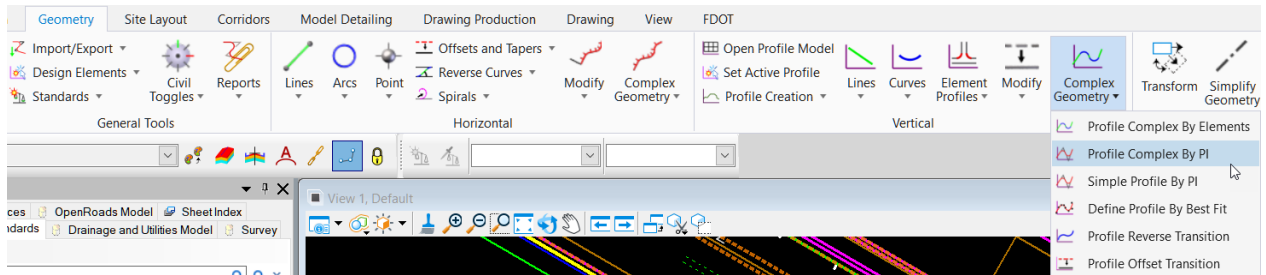 Geometry Site Layout Corridors Model Detailing Drawing Production Drawing View FDOT
Import/Export
Design Elements
Standards
Civil
Toggles
Reports
General Tools
Lines
Arcs
Point
Offsets and Tapers
Reverse Curves
Spirals
Modify
Complex
Geometry
Horizontal
Open Profile Model
Set Active Profile
Profile Creation
Lines
Curves
Element
Profiles
Modify
Complex
Geometry
Vertical
Transform
Simplify
Geometry
Profile Complex By Elements
Profile Complex By PI
Simple Profile By PI
Define Profile By Best Fit
Profile Reverse Transition
Profile Offset Transition
View 1, Default
ces OpenRoads Model Sheet Index
ndards Drainage and Utilities Model Survey